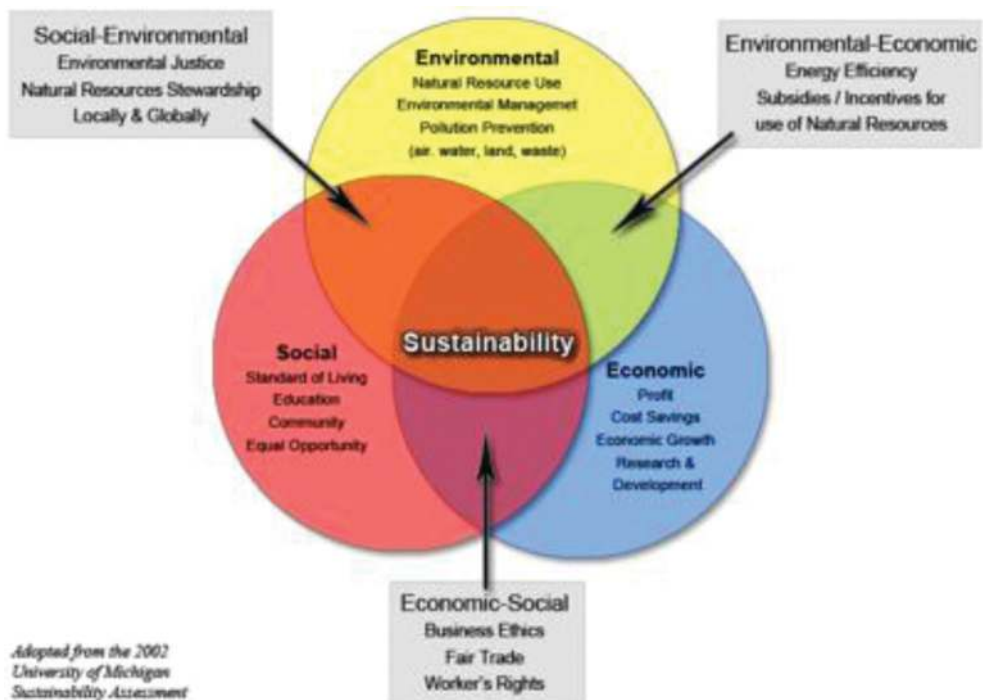 Social-Environmental
Environmental Justice
Natural Resources Stewardship
Locally & Globally
Environmental
Natural Resource Use
Environmental Managemet
Pollution Prevention
(air. water, land, waste)
Environmental-Economic
Energy Efficiency
Subsidies / Incentives for
use of Natural Resources
Sustainability
Social
Standard of Living
Education
Community
Equal Opportunity
Economic
Profit
Cost Savings
Economic Growth
Research &
Development
Economic-Social
Business Ethics
Fair Trade
Worker's Rights
Adopted from the 2002
University of Michigan
Sustainability Assessment